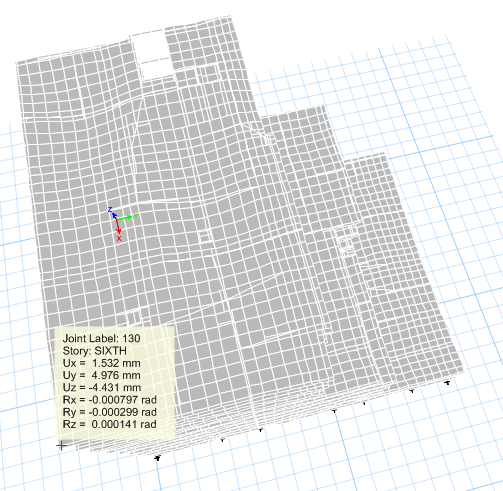 Z
X
Joint Label: 130
Story: SIXTH
Ux = 1.532 mm
Uy = 4.976 mm
Uz = -4.431 mm
Rx = -0.000797 rad
Ry = -0.000299 rad
Rz = 0.000141 rad